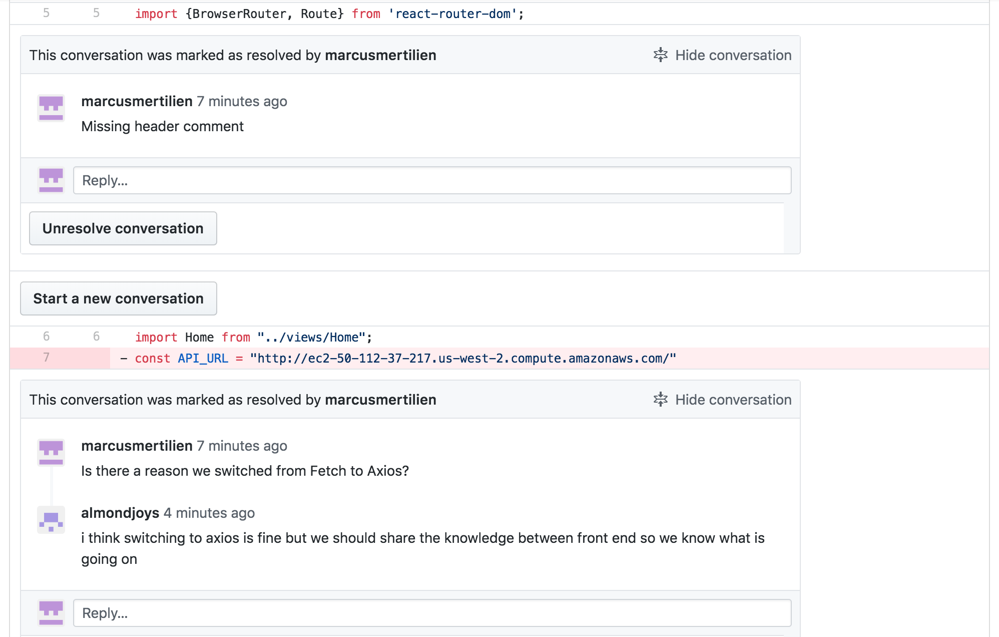 5 5 import {BrowserRouter, Route} from 'react-router-dom';
This conversation was marked as resolved by marcusmertilien Hide conversation
marcusmertilien 7 minutes ago
Missing header comment
Reply...
Unresolve conversation
Start a new conversation
6 6 import Home from "../views/Home";
7 - const API_URL = "http://ec2-50-112-37-217.us-west-2.compute.amazonaws.com/"
This conversation was marked as resolved by marcusmertilien Hide conversation
marcusmertilien 7 minutes ago
Is there a reason we switched from Fetch to Axios?
almondjoys 4 minutes ago
i think switching to axios is fine but we should share the knowledge between front end so we know what is
going on
Reply...